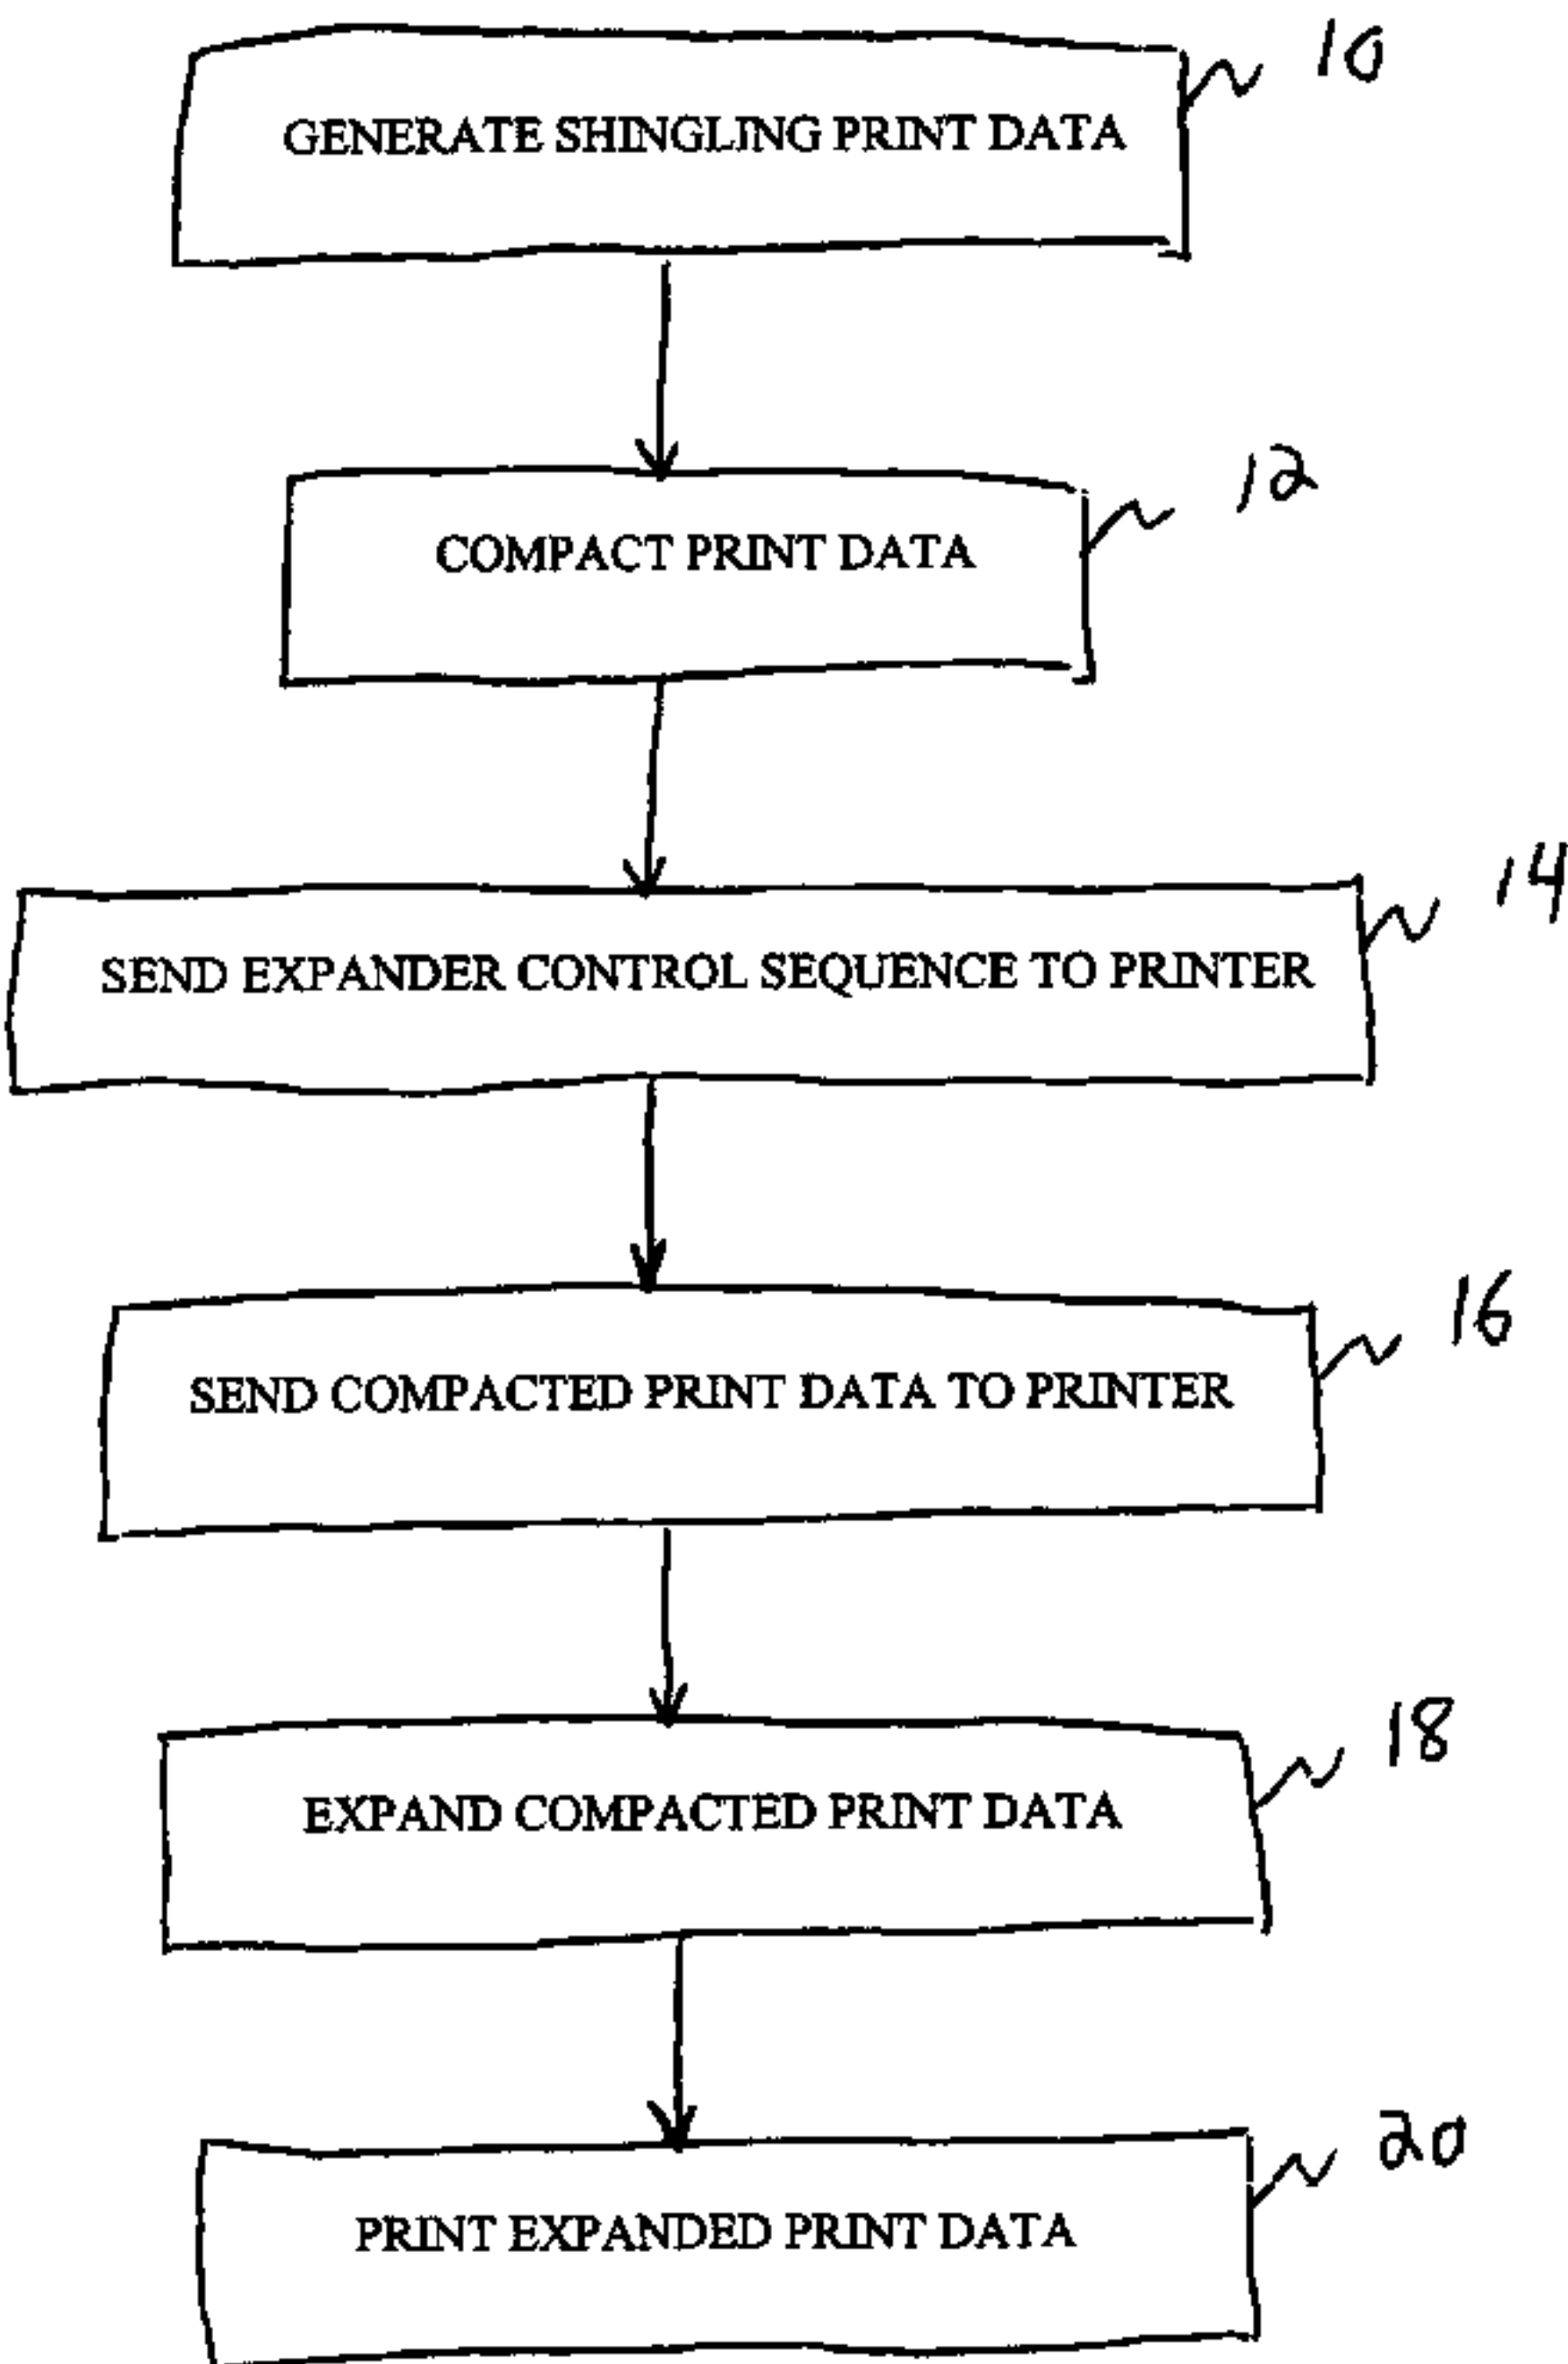 10
GENERATE SHINGLING PRINT DATA
12
COMPACT PRINT DATA
14
SEND EXPANDER CONTROL SEQUENCE TO PRINTER
16
SEND COMPACTED PRINT DATA TO PRINTER
18
EXPAND COMPACTED PRINT DATA
20
PRINT EXPANDED PRINT DATA